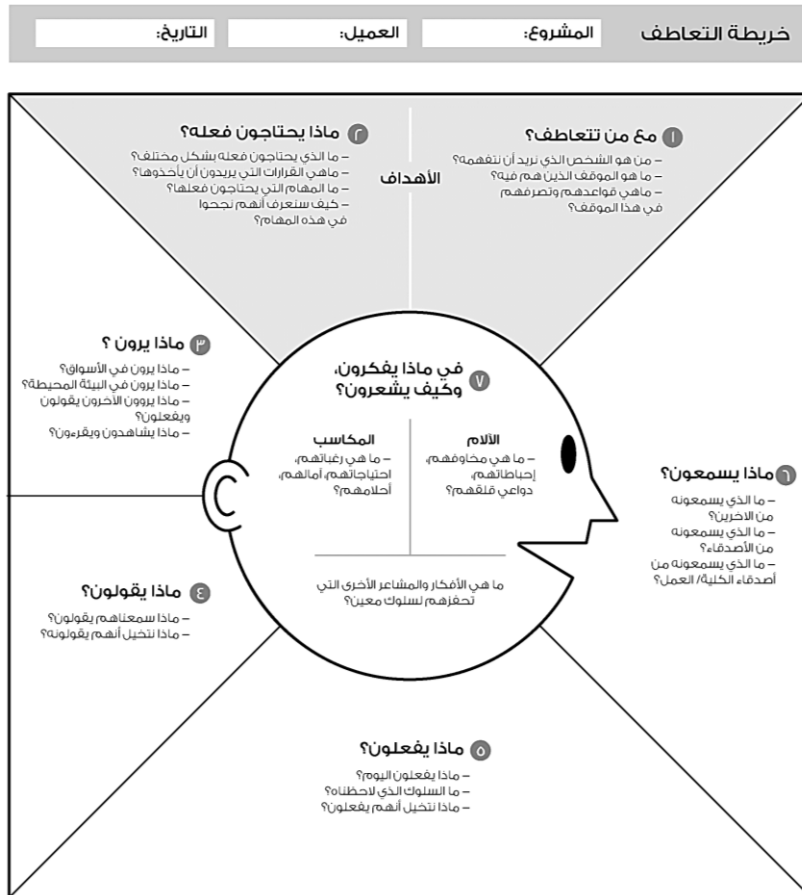 خريطة التعاطف
المشروع:
العميل:
التاريخ:
١ مع من تتعاطف؟
– من هو الشخص الذي نريد أن نتفهمه؟
– ما هو الموقف الذين هم فيه؟
– ماهي قواعدهم وتصرفهم
في هذا الموقف؟
الأهداف
٢ ماذا يحتاجون فعله؟
– ما الذي يحتاجون فعله بشكل مختلف؟
– ماهي القرارات التي يريدون أن يأخذوها؟
– ما المهام التي يحتاجون فعلها؟
– كيف سنعرف أنهم نجحوا
في هذه المهام؟
٣ ماذا يرون ؟
– ماذا يرون في الأسواق؟
– ماذا يرون في البيئة المحيطة؟
– ماذا يروون الآخرون يقولون
ويفعلون؟
– ماذا يشاهدون ويقرءون؟
٤ ماذا يقولون؟
– ماذا سمعناهم يقولون؟
– ماذا نتخيل أنهم يقولونه؟
٥ ماذا يفعلون؟
– ماذا يفعلون اليوم؟
– ما السلوك الذي لاحظناه؟
– ماذا نتخيل أنهم يفعلون؟
٦ ماذا يسمعون؟
– ما الذي يسمعونه
من الاخرين؟
– ما الذي يسمعونه
من الأصدقاء؟
– ما الذي يسمعونه من
أصدقاء الكلية/ العمل؟
٧ في ماذا يفكرون،
وكيف يشعرون؟
الآلام
– ما هي مخاوفهم،
إحباطاتهم،
دواعي قلقهم؟
المكاسب
– ما هي رغباتهم،
احتياجاتهم، آمالهم،
أحلامهم؟
ما هي الأفكار والمشاعر الأخرى التي
تحفزهم لسلوك معين؟